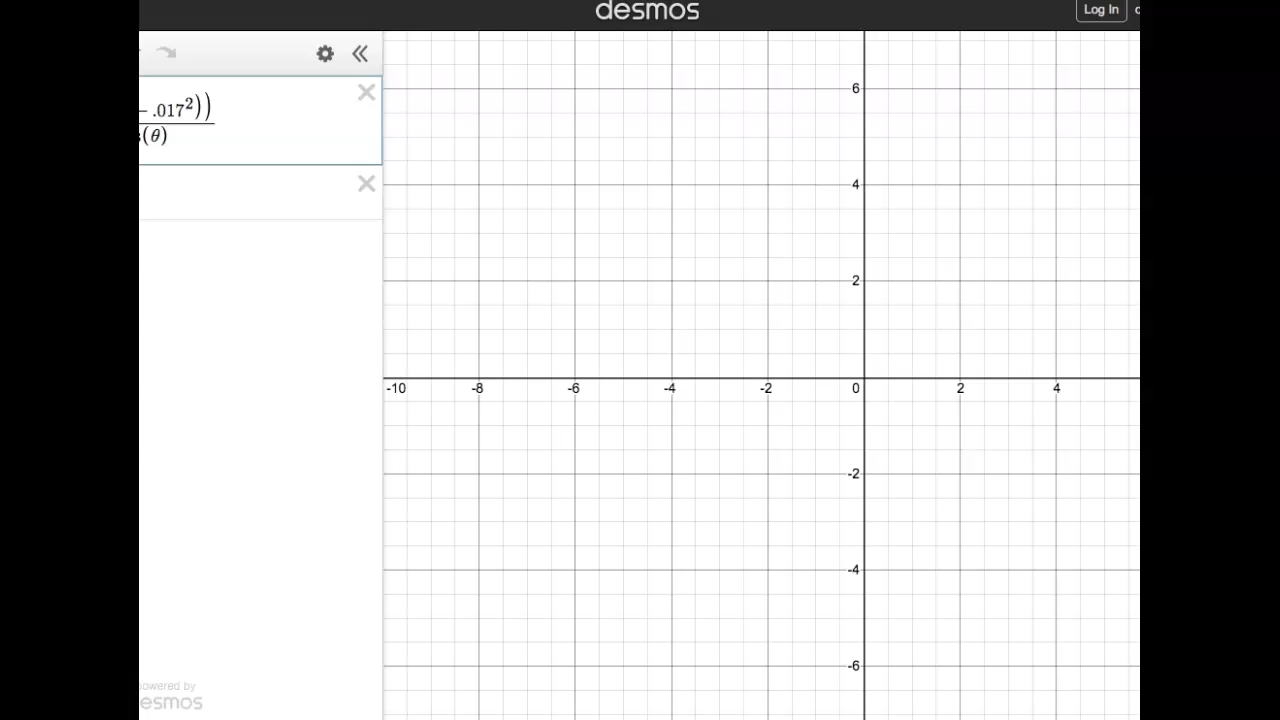 desmos
Log In
− .017²))
(θ)
6
4
2
-10 -8 -6 -4 -2 0 2 4
-2
-4
-6
powered by
desmos